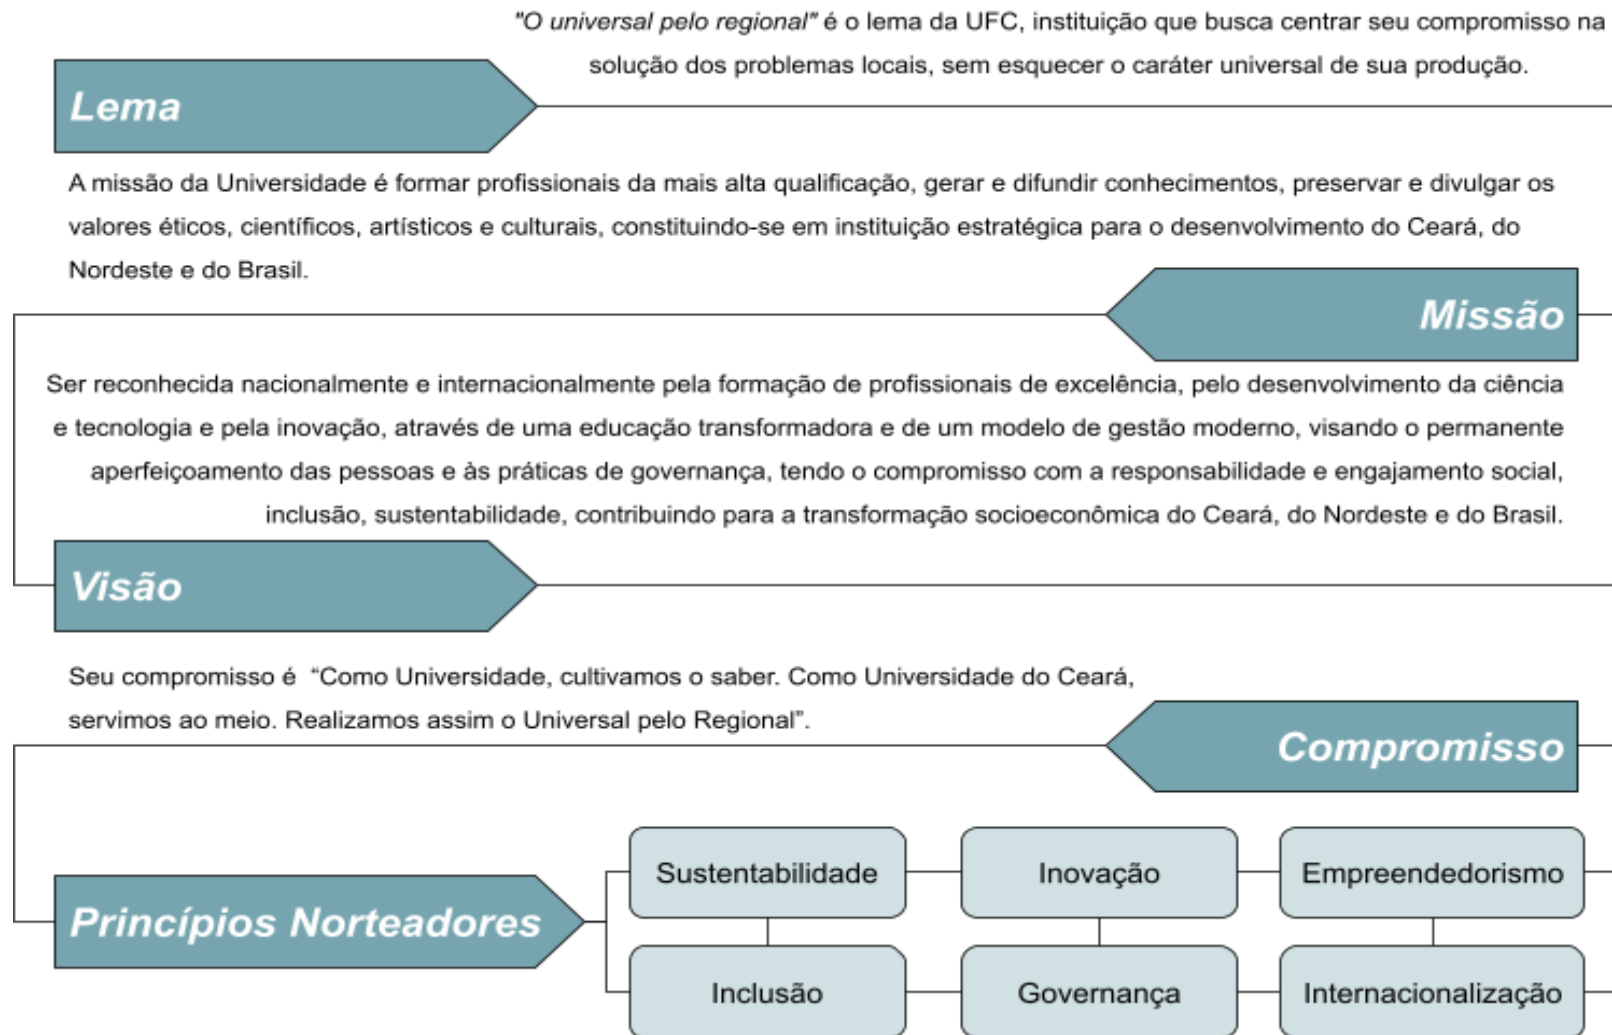 "O universal pelo regional" é o lema da UFC, instituição que busca centrar seu compromisso na
solução dos problemas locais, sem esquecer o caráter universal de sua produção.
Lema
A missão da Universidade é formar profissionais da mais alta qualificação, gerar e difundir conhecimentos, preservar e divulgar os
valores éticos, científicos, artísticos e culturais, constituindo-se em instituição estratégica para o desenvolvimento do Ceará, do
Nordeste e do Brasil.
Missão
Ser reconhecida nacionalmente e internacionalmente pela formação de profissionais de excelência, pelo desenvolvimento da ciência
e tecnologia e pela inovação, através de uma educação transformadora e de um modelo de gestão moderno, visando o permanente
aperfeiçoamento das pessoas e às práticas de governança, tendo o compromisso com a responsabilidade e engajamento social,
inclusão, sustentabilidade, contribuindo para a transformação socioeconômica do Ceará, do Nordeste e do Brasil.
Visão
Seu compromisso é “Como Universidade, cultivamos o saber. Como Universidade do Ceará,
servimos ao meio. Realizamos assim o Universal pelo Regional”.
Compromisso
Princípios Norteadores
Sustentabilidade
Inovação
Empreendedorismo
Inclusão
Governança
Internacionalização